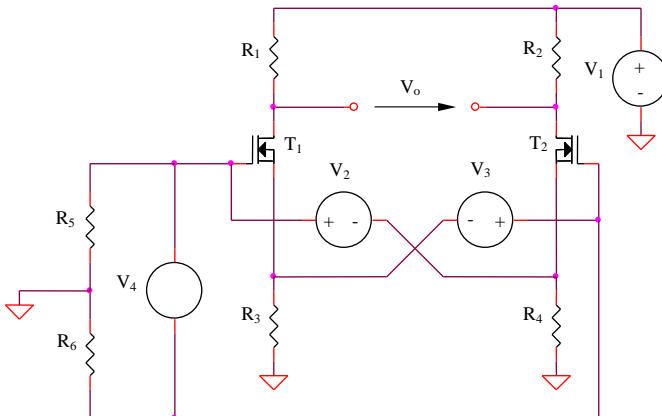 R1
R2
V1
+
-
Vo
T1
T2
V2
V3
+ -
- +
R5
V4
R3
R4
R6